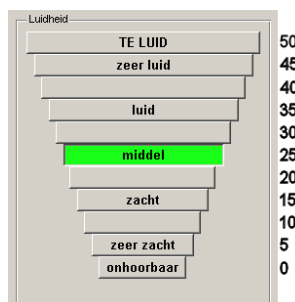 Luidheid
TE LUID 50
zeer luid 45
40
luid 35
30
middel 25
20
zacht 15
10
zeer zacht 5
onhoorbaar 0